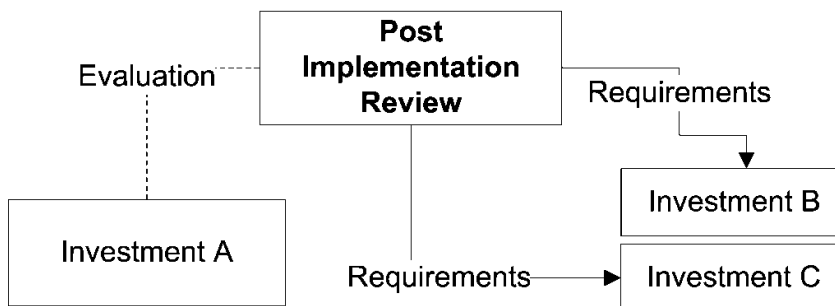 Post
Implementation
Review
Evaluation
Requirements
Investment B
Investment A
Requirements
Investment C